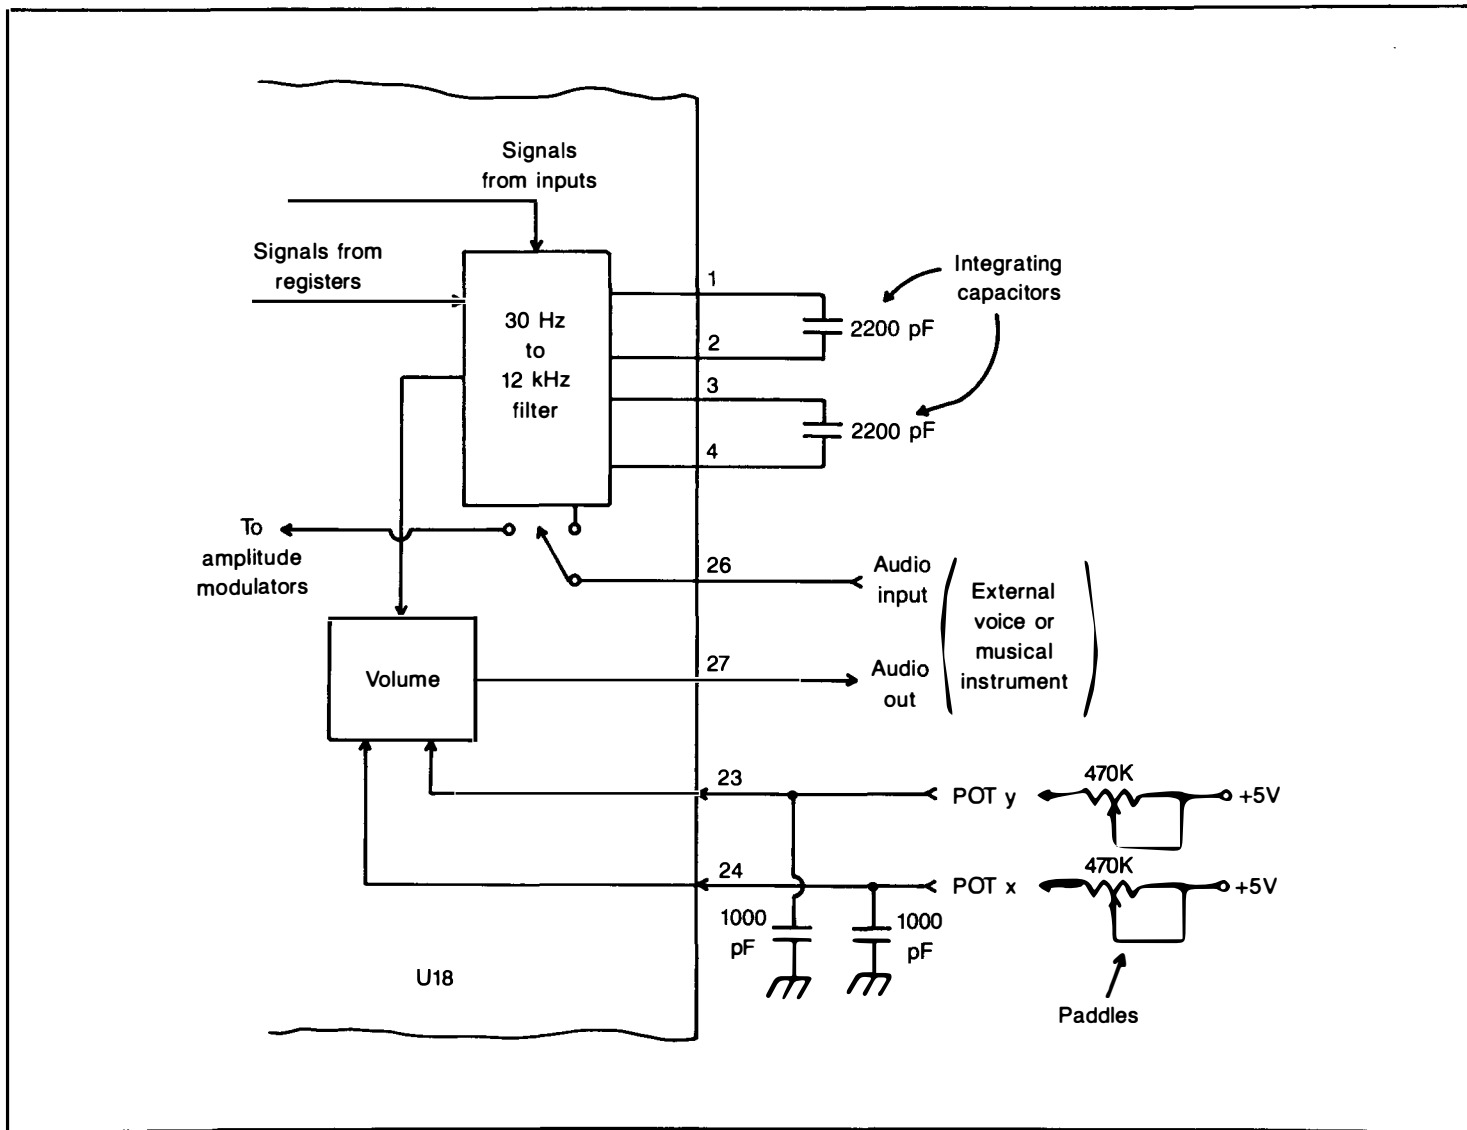 Signals
from inputs
Signals from
registers
30 Hz
to
12 kHz
filter
1
2
3
4
2200 pF
2200 pF
Integrating
capacitors
To
amplitude
modulators
26
Audio
input
External
voice or
musical
instrument
27
Audio
out
Volume
23
POT y
470K
+5V
24
POT x
470K
+5V
1000
pF
1000
pF
U18
Paddles